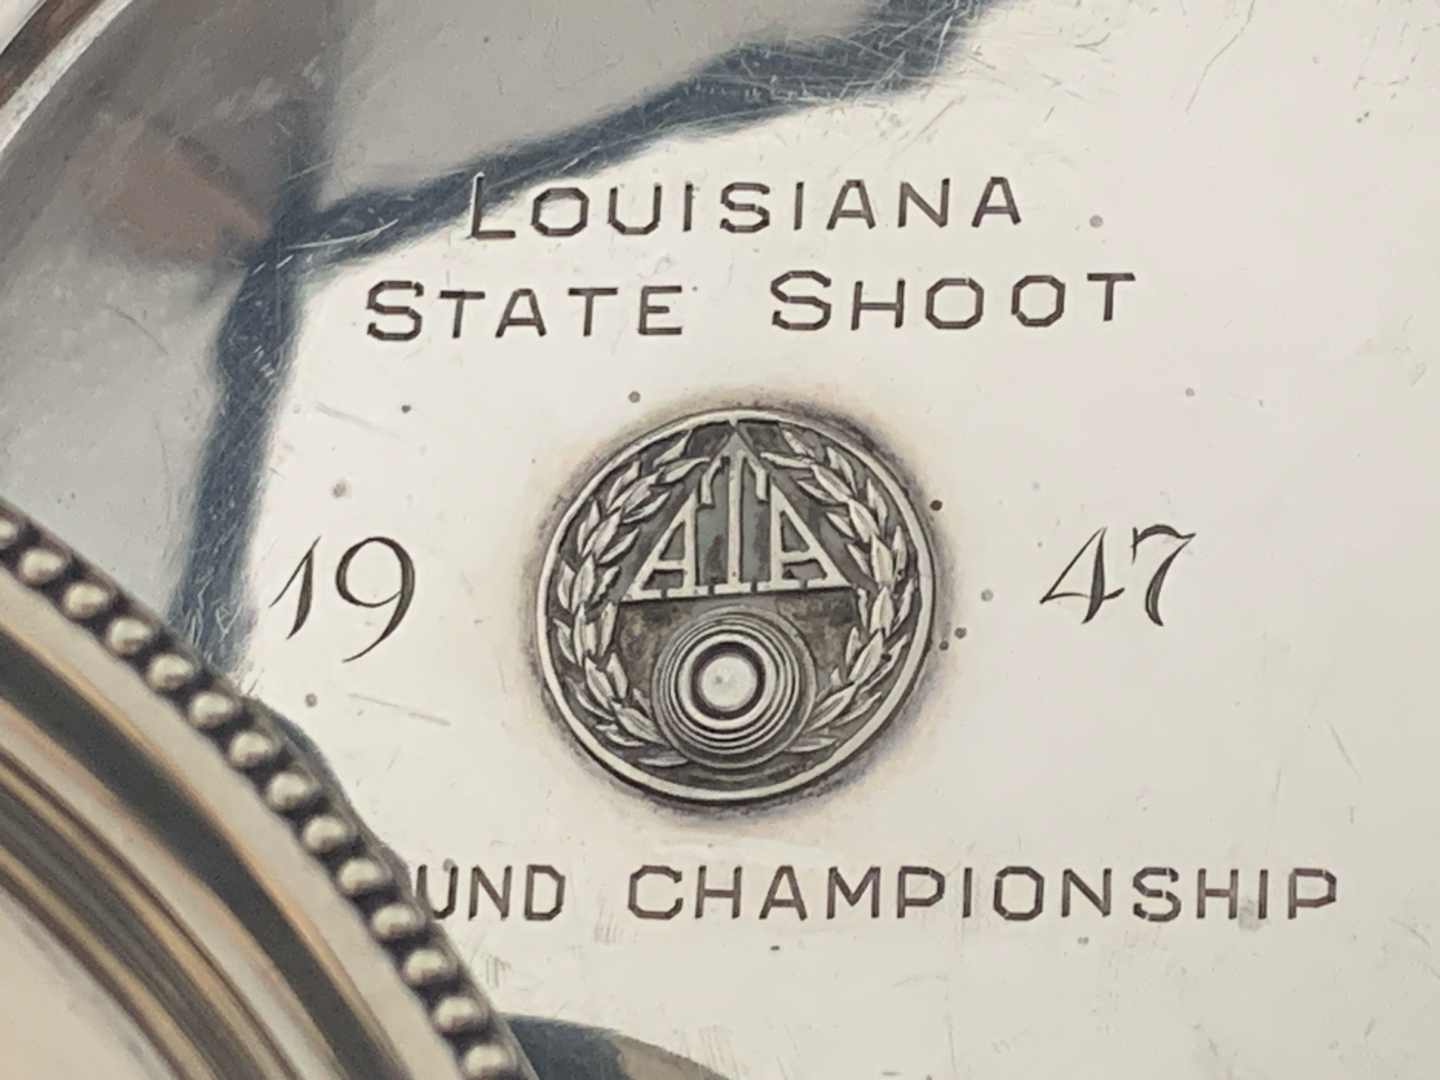 LOUISIANA
STATE SHOOT
ATA
19 47
UND CHAMPIONSHIP